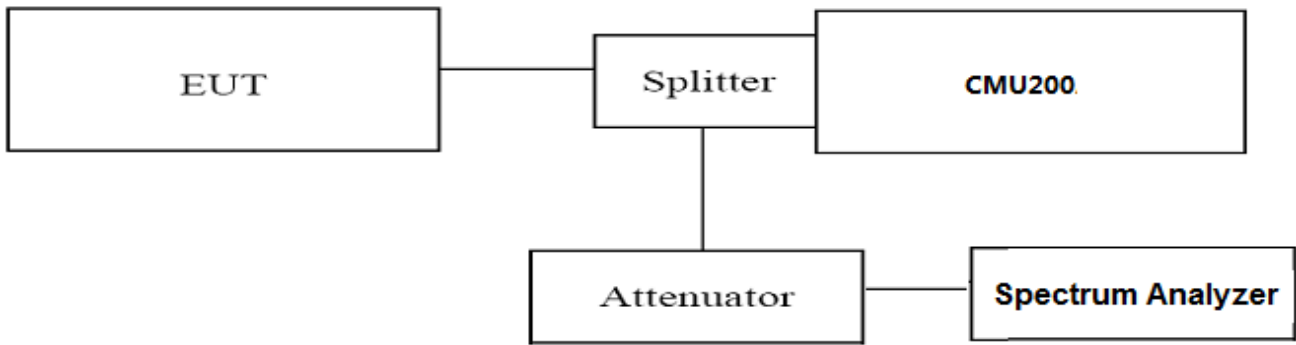 EUT
Splitter
CMU200
Attenuator
Spectrum Analyzer